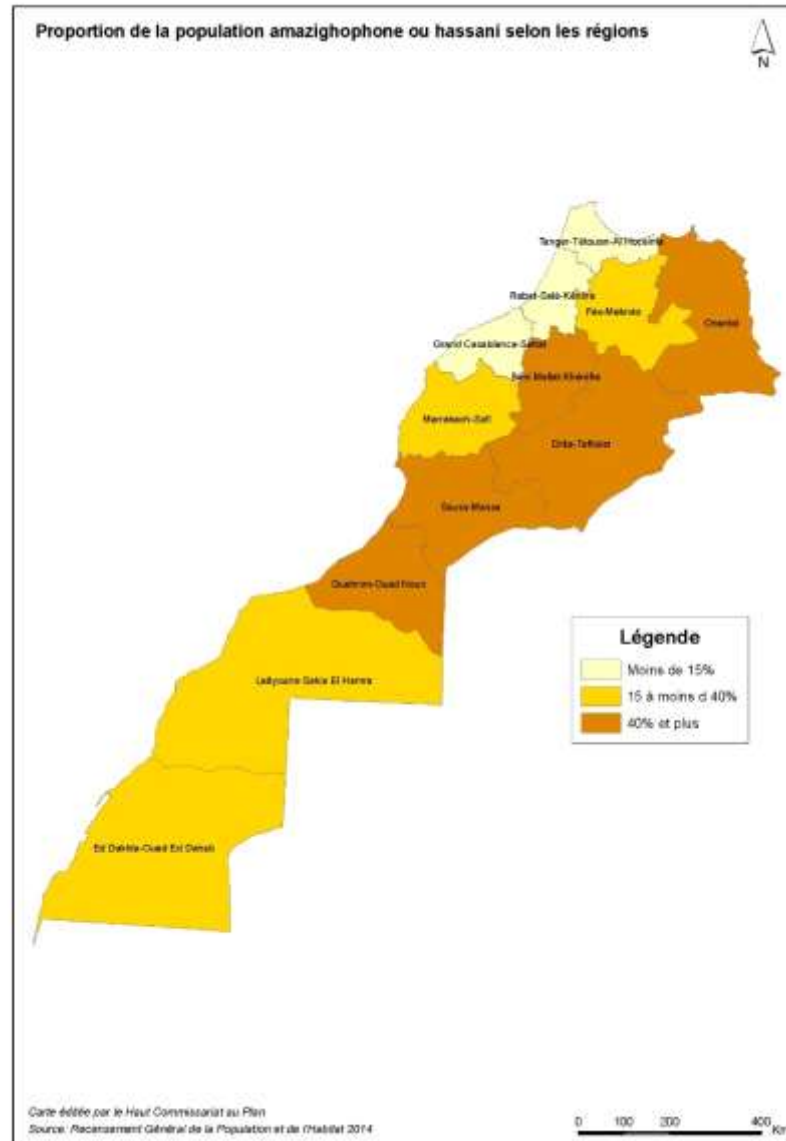 Proportion de la population amazighophone ou hassani selon les régions
N
Tanger-Tétouan-Al Hoceima
Rabat-Salé-Kénitra
Fès-Meknès
Oriental
Grand Casablanca-Settat
Béni Mellal-Khénifra
Marrakech-Safi
Drâa-Tafilalet
Souss-Massa
Guelmim-Oued Noun
Légende
Moins de 15%
15 à moins d 40%
40% et plus
Laâyoune-Sakia El Hamra
Ed Dakhla-Oued Ed Dahab
Carte éditée par le Haut Commissariat au Plan
Source: Recensement Général de la Population et de l'Habitat 2014
0 100 200 400
Km